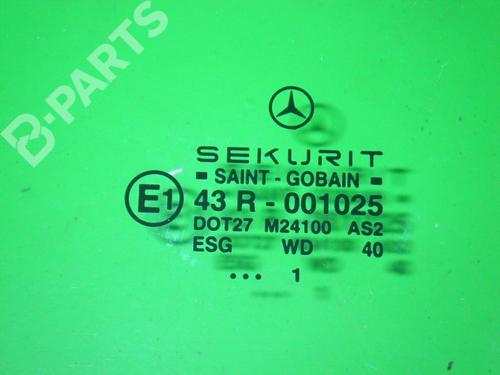 B-PARTS
SEKURIT
SAINT - GOBAIN
E1 43 R - 001025
DOT27 M24100 AS2
ESG WD 40
... 1